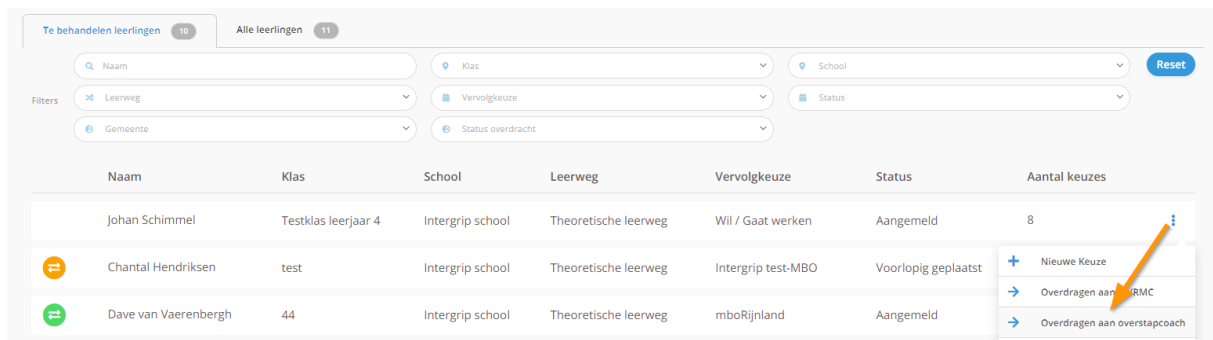 Te behandelen leerlingen 10 Alle leerlingen 11
Naam Klas School Reset
Filters Leerweg Vervolgkeuze Status
Gemeente Status overdracht
Naam Klas School Leerweg Vervolgkeuze Status Aantal keuzes
Johan Schimmel Testklas leerjaar 4 Intergrip school Theoretische leerweg Wil / Gaat werken Aangemeld 8
Chantal Hendriksen test Intergrip school Theoretische leerweg Intergrip test-MBO Voorlopig geplaatst
Nieuwe Keuze
Overdragen aan RMC
Dave van Vaerenbergh 44 Intergrip school Theoretische leerweg mboRijnland Aangemeld
Overdragen aan overstapcoach